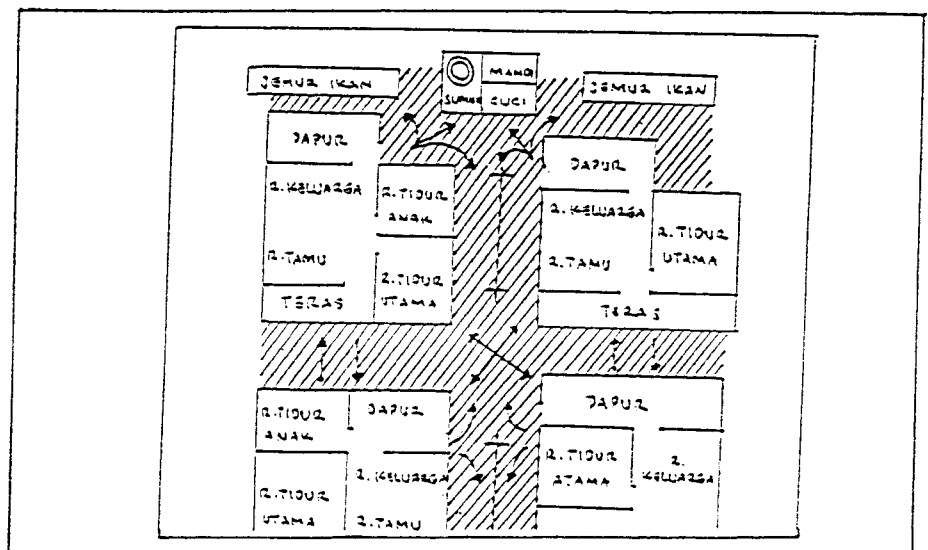 JEMUR IKAN
MANDI
SUMUR CUCI
JEMUR IKAN
DAPUR
R. KELUARGA
R. TIDUR
ANAK
R. TAMU
R. TIDUR
UTAMA
TERAS
DAPUR
R. KELUARGA
R. TIDUR
UTAMA
R. TAMU
TERAS
R. TIDUR
ANAK
DAPUR
R. TIDUR
UTAMA
R. KELUARGA
R. TAMU
DAPUR
R. TIDUR
UTAMA
R.
KELUARGA